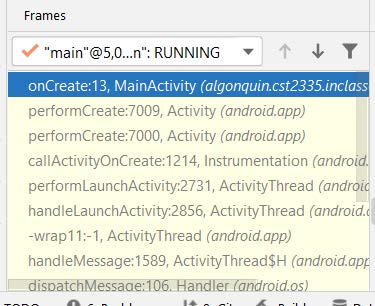 Frames
"main"@5,0...n": RUNNING
onCreate:13, MainActivity (algonquin.cst2335.inclass
performCreate:7009, Activity (android.app)
performCreate:7000, Activity (android.app)
callActivityOnCreate:1214, Instrumentation (android.
performLaunchActivity:2731, ActivityThread (android
handleLaunchActivity:2856, ActivityThread (android.
-wrap11:-1, ActivityThread (android.app)
handleMessage:1589, ActivityThread$H (android.app
dispatchMessage:106, Handler (android.os)